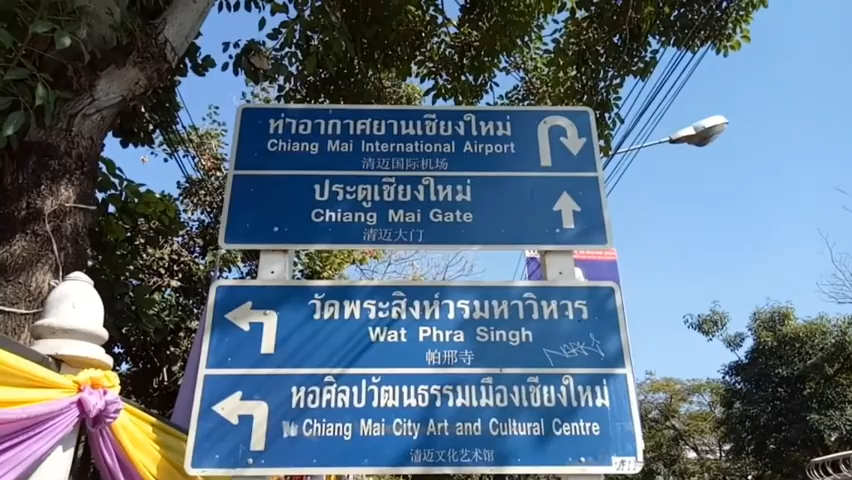 ท่าอากาศยานเชียงใหม่
Chiang Mai International Airport
清迈国际机场
ประตูเชียงใหม่
Chiang Mai Gate
清迈大门
วัดพระสิงห์วรมหาวิหาร
Wat Phra Singh
帕邢寺
หอศิลปวัฒนธรรมเมืองเชียงใหม่
Chiang Mai City Art and Cultural Centre
清迈文化艺术馆